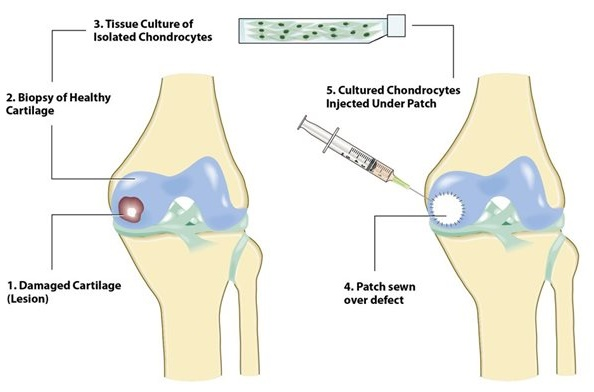 3. Tissue Culture of
Isolated Chondrocytes
2. Biopsy of Healthy
Cartilage
5. Cultured Chondrocytes
Injected Under Patch
1. Damaged Cartilage
(Lesion)
4. Patch sewn
over defect